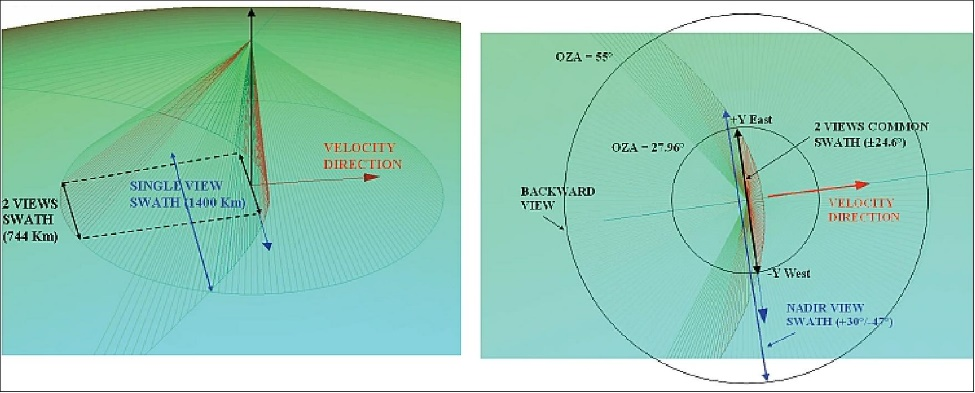 VELOCITY
DIRECTION
SINGLE VIEW
SWATH (1400 Km)
2 VIEWS
SWATH
(744 Km)
OZA = 55°
+Y East
2 VIEWS COMMON
SWATH (±24.6°)
OZA = 27.96°
BACKWARD
VIEW
VELOCITY
DIRECTION
-Y West
NADIR VIEW
SWATH (+30°/-47°)